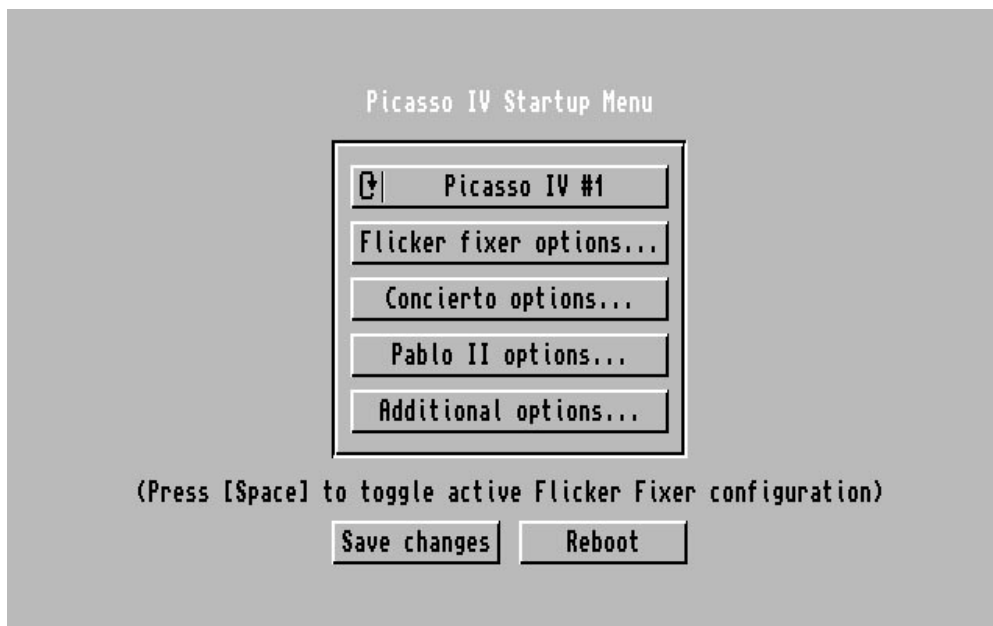 Picasso IV Startup Menu
Picasso IV #1
Flicker fixer options...
Concierto options...
Pablo II options...
Additional options...
(Press [Space] to toggle active Flicker Fixer configuration)
Save changes
Reboot